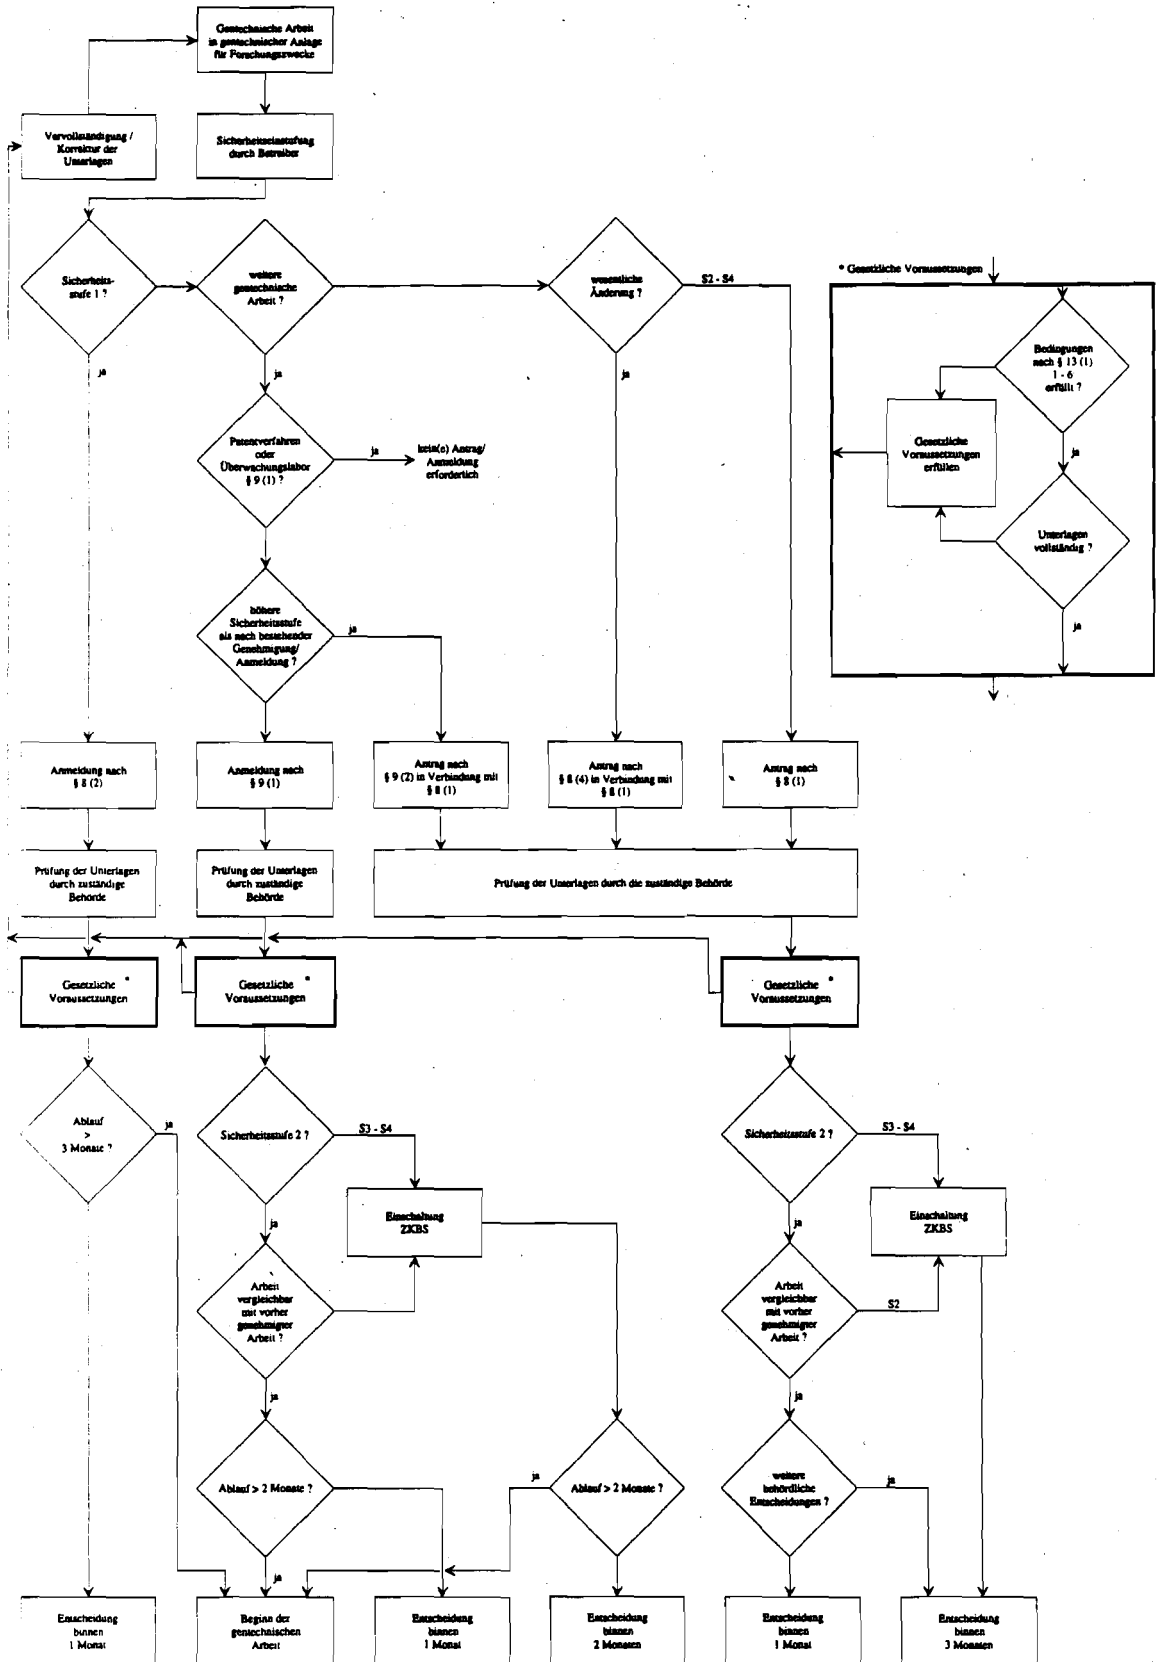 Gentechnische Arbeit
in gentechnischer Anlage
für Forschungszwecke
Vervollständigung /
Korrektur der
Unterlagen
Sicherheitseinstufung
durch Betreiber
Sicherheits-
stufe 1 ?
weitere
gentechnische
Arbeit ?
wesentliche
Änderung ?
S2 - S4
* Gesetzliche Voraussetzungen
Bedingungen
nach § 13 (1)
1 - 6
erfüllt ?
ja
ja
ja
Gesetzliche
Voraussetzungen
erfüllen
ja
Patentverfahren
oder
Überwachungslabor
§ 9 (1) ?
ja
kein(e) Antrag/
Anmeldung
erforderlich
Unterlagen
vollständig ?
ja
höhere
Sicherheitsstufe
als nach bestehender
Genehmigung/
Anmeldung ?
ja
Anmeldung nach
§ 8 (2)
Anmeldung nach
§ 9 (1)
Antrag nach
§ 9 (2) in Verbindung mit
§ 8 (1)
Antrag nach
§ 8 (4) in Verbindung mit
§ 8 (1)
Antrag nach
§ 8 (1)
Prüfung der Unterlagen
durch zuständige
Behörde
Prüfung der Unterlagen
durch zuständige
Behörde
Prüfung der Unterlagen durch die zuständige Behörde
Gesetzliche *
Voraussetzungen
Gesetzliche *
Voraussetzungen
Gesetzliche *
Voraussetzungen
Ablauf
>
3 Monate ?
ja
Sicherheitsstufe 2 ?
S3 - S4
Sicherheitsstufe 2 ?
S3 - S4
ja
Einschaltung
ZKBS
ja
Einschaltung
ZKBS
Arbeit
vergleichbar
mit vorher
genehmigter
Arbeit ?
Arbeit
vergleichbar
mit vorher
genehmigter
Arbeit ?
S2
ja
ja
Ablauf > 2 Monate ?
ja
Ablauf > 2 Monate ?
weitere
behördliche
Entscheidungen ?
ja
ja
Entscheidung
binnen
1 Monat
Beginn der
gentechnischen
Arbeit
Entscheidung
binnen
1 Monat
Entscheidung
binnen
2 Monaten
Entscheidung
binnen
1 Monat
Entscheidung
binnen
3 Monaten